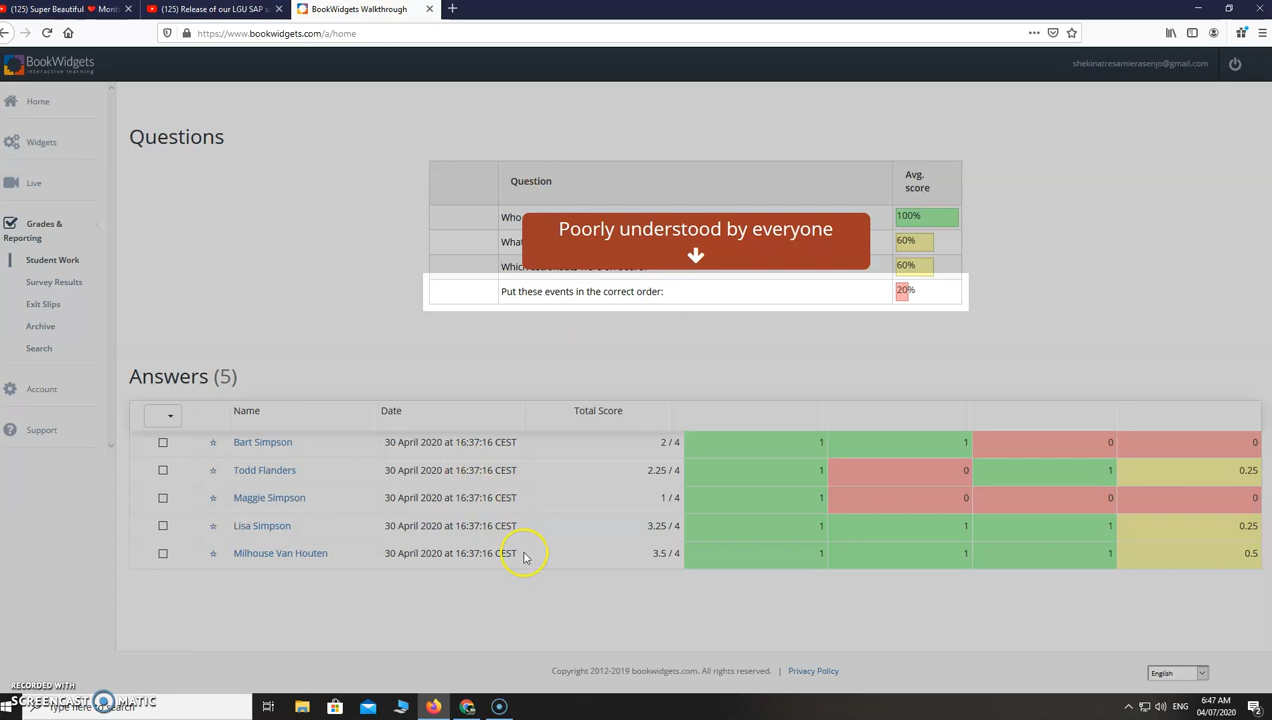 (125) Super Beautiful ❤ Mont
(125) Release of our LGU SAP s
BookWidgets Walkthrough
https://www.bookwidgets.com/a/home
BookWidgets
interactive learning
shekinatresamierasenjo@gmail.com
Home
Widgets
Live
Grades &
Reporting
Student Work
Survey Results
Exit Slips
Archive
Search
Account
Support
Questions
Question
Avg.
score
Who
100%
Poorly understood by everyone
What
60%
60%
Put these events in the correct order:
20%
Answers (5)
Name Date Total Score
Bart Simpson 30 April 2020 at 16:37:16 CEST 2 / 4 1 1 0 0
Todd Flanders 30 April 2020 at 16:37:16 CEST 2.25 / 4 1 0 1 0.25
Maggie Simpson 30 April 2020 at 16:37:16 CEST 1 / 4 1 0 0 0
Lisa Simpson 30 April 2020 at 16:37:16 CEST 3.25 / 4 1 1 1 0.25
Milhouse Van Houten 30 April 2020 at 16:37:16 CEST 3.5 / 4 1 1 1 0.5
Copyright 2012-2019 bookwidgets.com. All rights reserved. Privacy Policy
English
RECORDED WITH
SCREENCAST MATIC
Type here to search
ENG
6:47 AM
04/07/2020
2